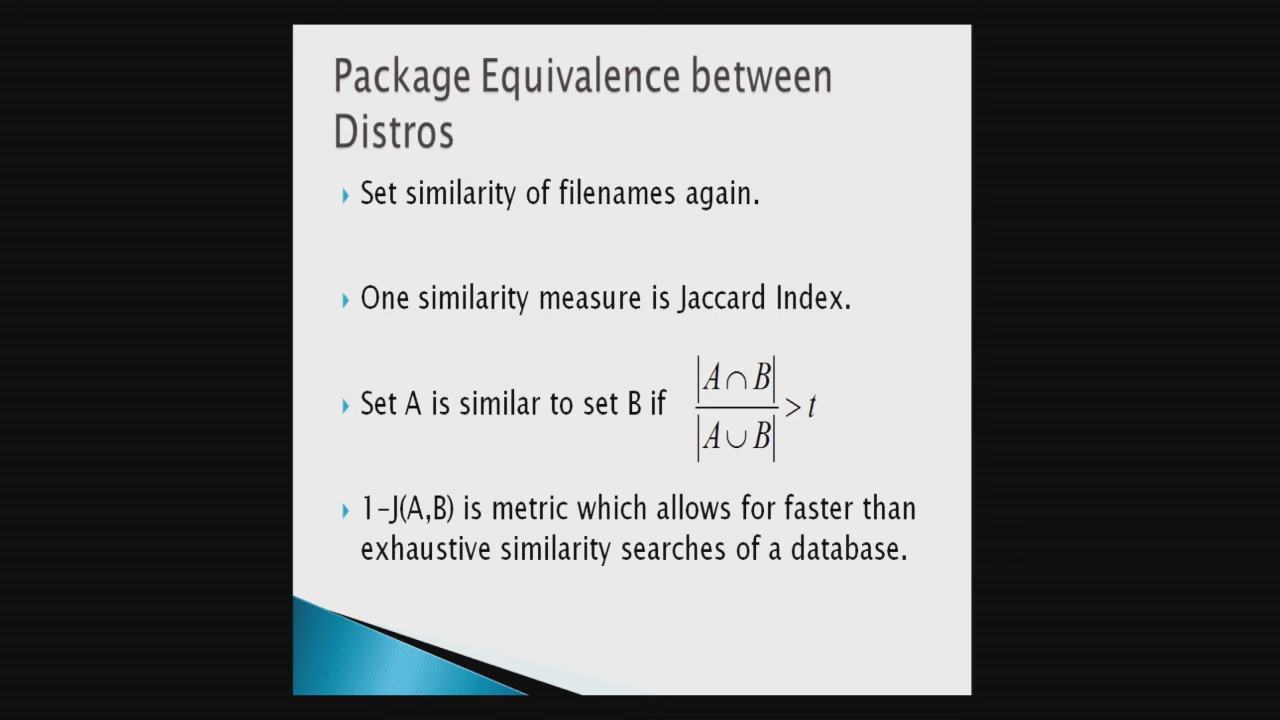 Package Equivalence between
Distros
Set similarity of filenames again.
One similarity measure is Jaccard Index.
Set A is similar to set B if |A ∩ B| / |A ∪ B| > t
1-J(A,B) is metric which allows for faster than
exhaustive similarity searches of a database.